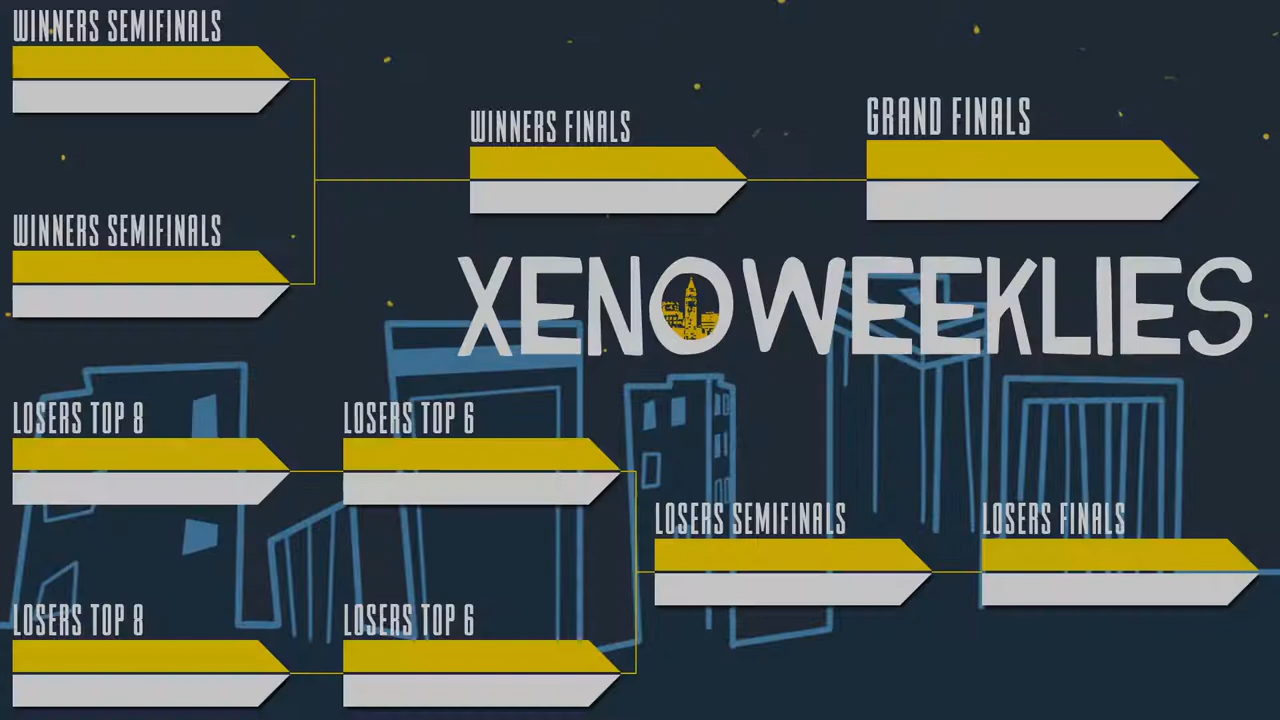 WINNERS SEMIFINALS
WINNERS FINALS
GRAND FINALS
WINNERS SEMIFINALS
XENOWEEKLIES
LOSERS TOP 8
LOSERS TOP 6
LOSERS SEMIFINALS
LOSERS FINALS
LOSERS TOP 8
LOSERS TOP 6